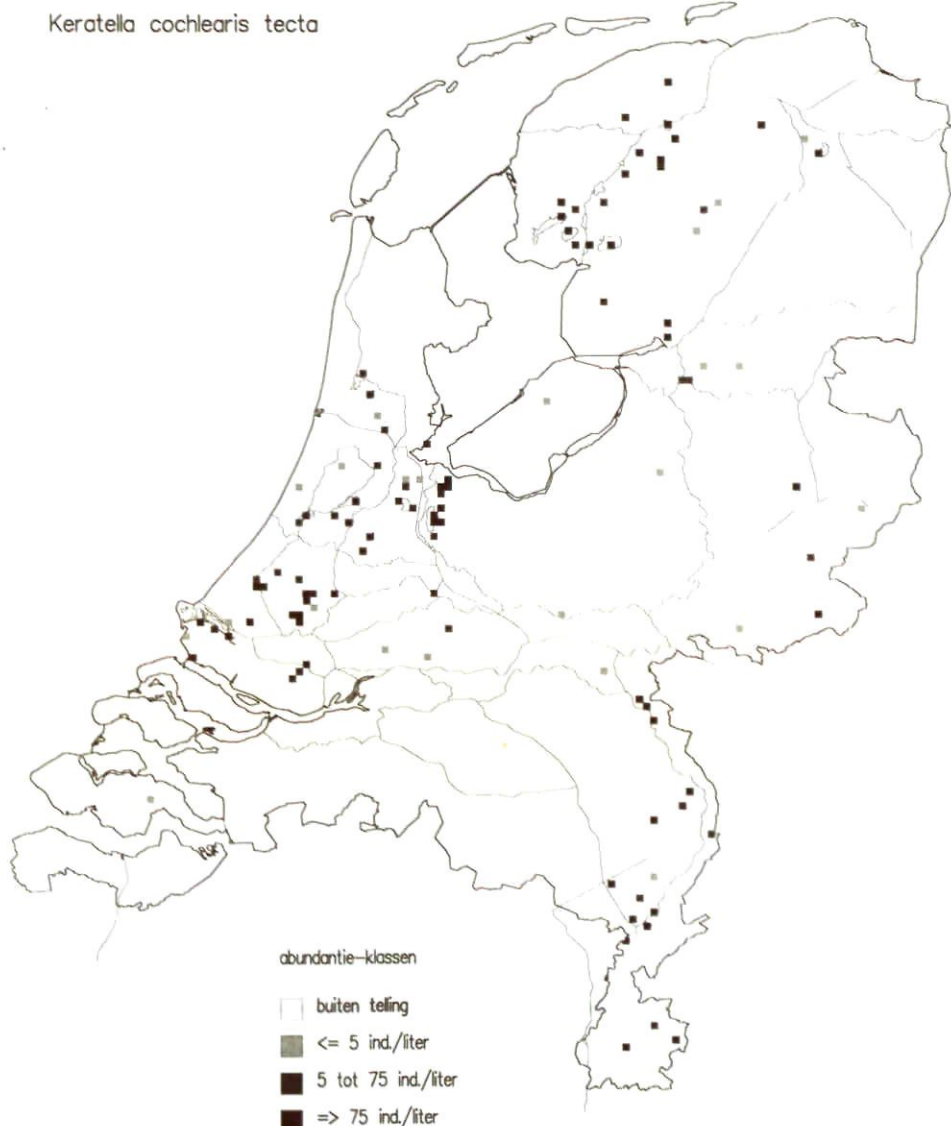 Keratella cochlearis tecta
abundantie-klassen
buiten telling
<= 5 ind./liter
5 tot 75 ind./liter
=> 75 ind./liter